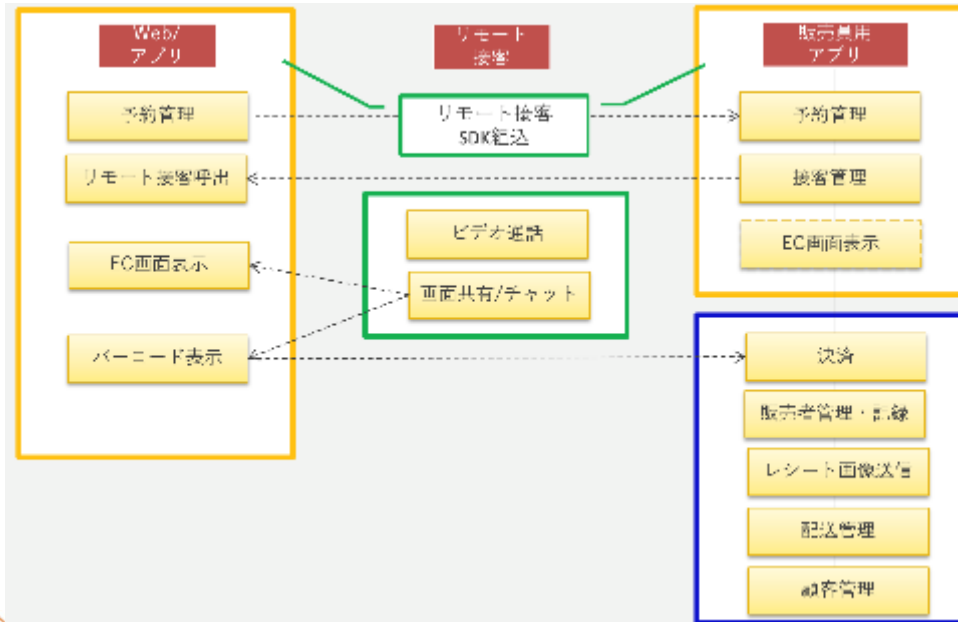 Web/
アプリ
リモート
接客
販売員用
アプリ
予約管理
リモート接客
SDK組込
予約管理
リモート接客呼出
接客管理
ビデオ通話
EC画面表示
EC画面表示
画面共有/チャット
バーコード表示
決済
販売者管理・記録
レシート画像送信
配送管理
顧客管理